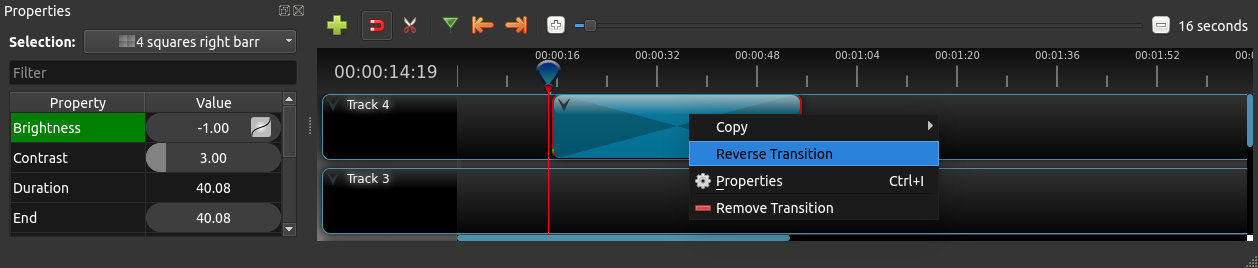 Properties
Selection: 4 squares right barr
Filter
Property Value
Brightness -1.00
Contrast 3.00
Duration 40.08
End 40.08
16 seconds
00:00:14:19
00:00:16 00:00:32 00:00:48 00:01:04 00:01:20 00:01:36 00:01:52 00:0
Track 4
Copy
Reverse Transition
Properties Ctrl+I
Remove Transition
Track 3